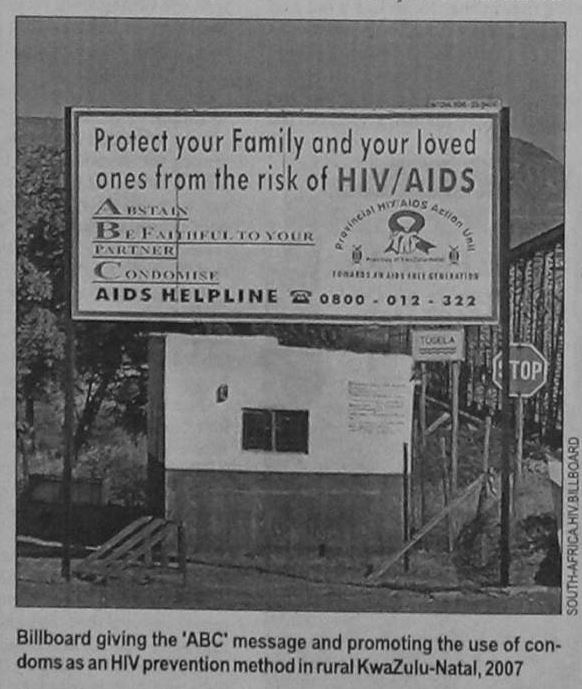 Protect your Family and your loved
ones from the risk of HIV/AIDS
ABSTAIN
BE FAITHFUL TO YOUR
PARTNER
CONDOMISE
Provincial HIV/AIDS Action Unit
TOWARDS AN AIDS FREE GENERATION
AIDS HELPLINE ☎ 0800 - 012 - 322
TUGELA
STOP
SOUTH-AFRICA.HIV.BILLBOARD
Billboard giving the 'ABC' message and promoting the use of con-
doms as an HIV prevention method in rural KwaZulu-Natal, 2007